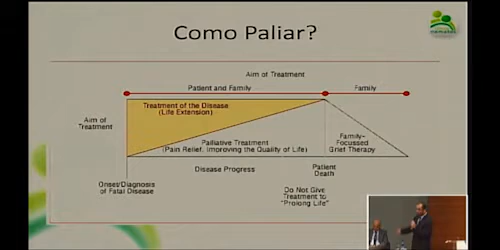 Como Paliar?
Aim of Treatment
Patient and Family
Family
Aim of
Treatment
Treatment of the Disease
(Life Extension)
Palliative Treatment
(Pain Relief, Improving the Quality of Life)
Family–
Focussed
Grief Therapy
Disease Progress
Patient
Death
Onset/Diagnosis
of Fatal Disease
Do Not Give
Treatment to
"Prolong Life"